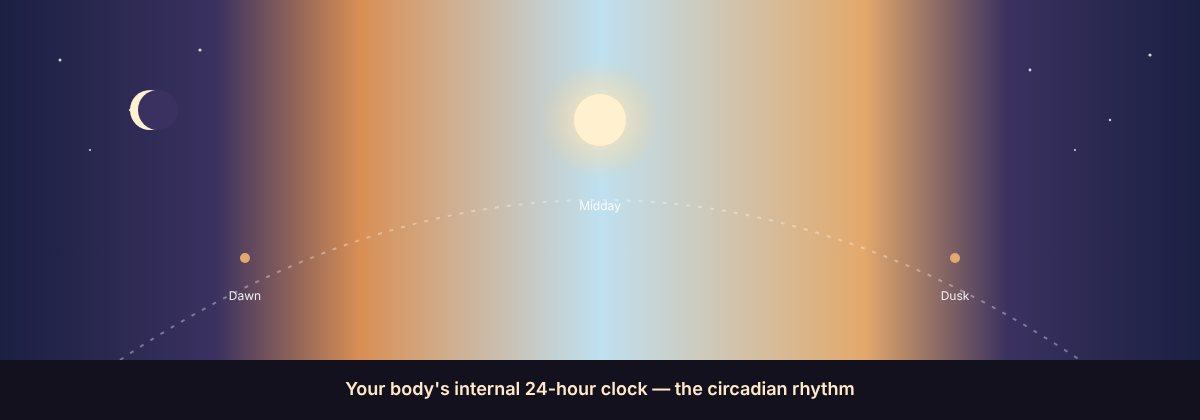 Midday
Dawn
Dusk
Your body's internal 24-hour clock — the circadian rhythm